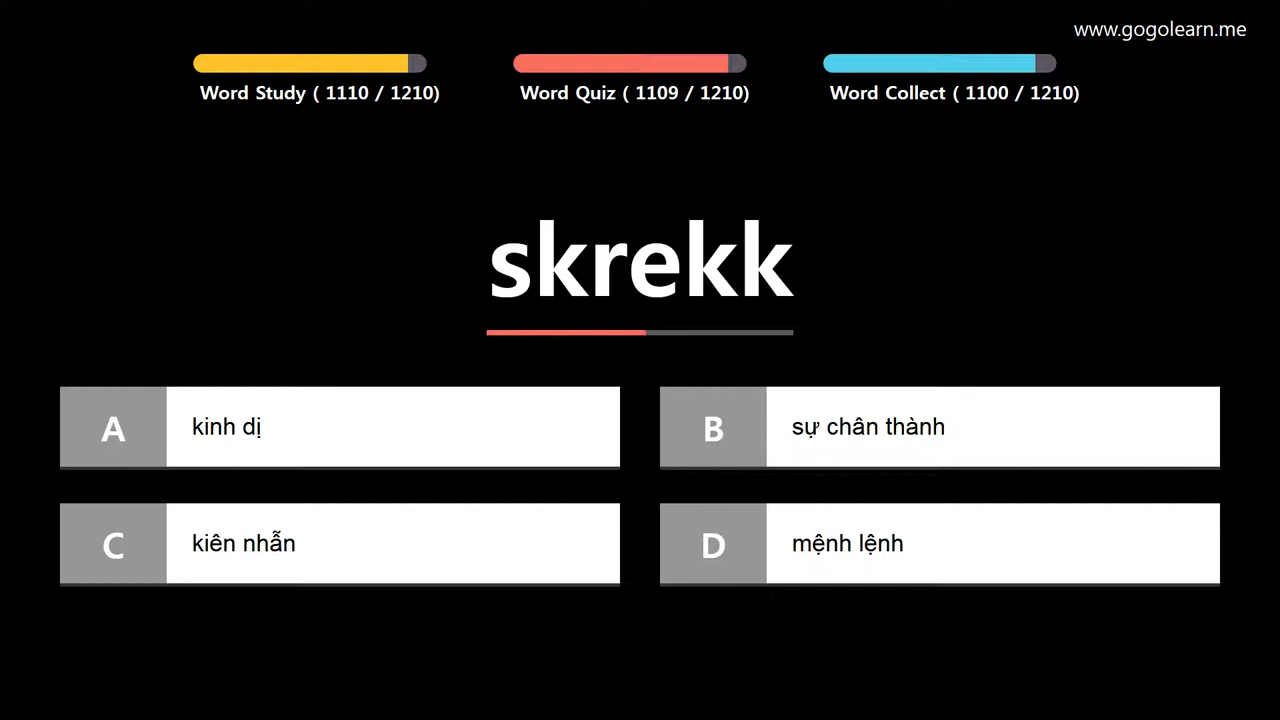 www.gogolearn.me
Word Study ( 1110 / 1210)
Word Quiz ( 1109 / 1210)
Word Collect ( 1100 / 1210)
skrekk
A kinh dị
B sự chân thành
C kiên nhẫn
D mệnh lệnh